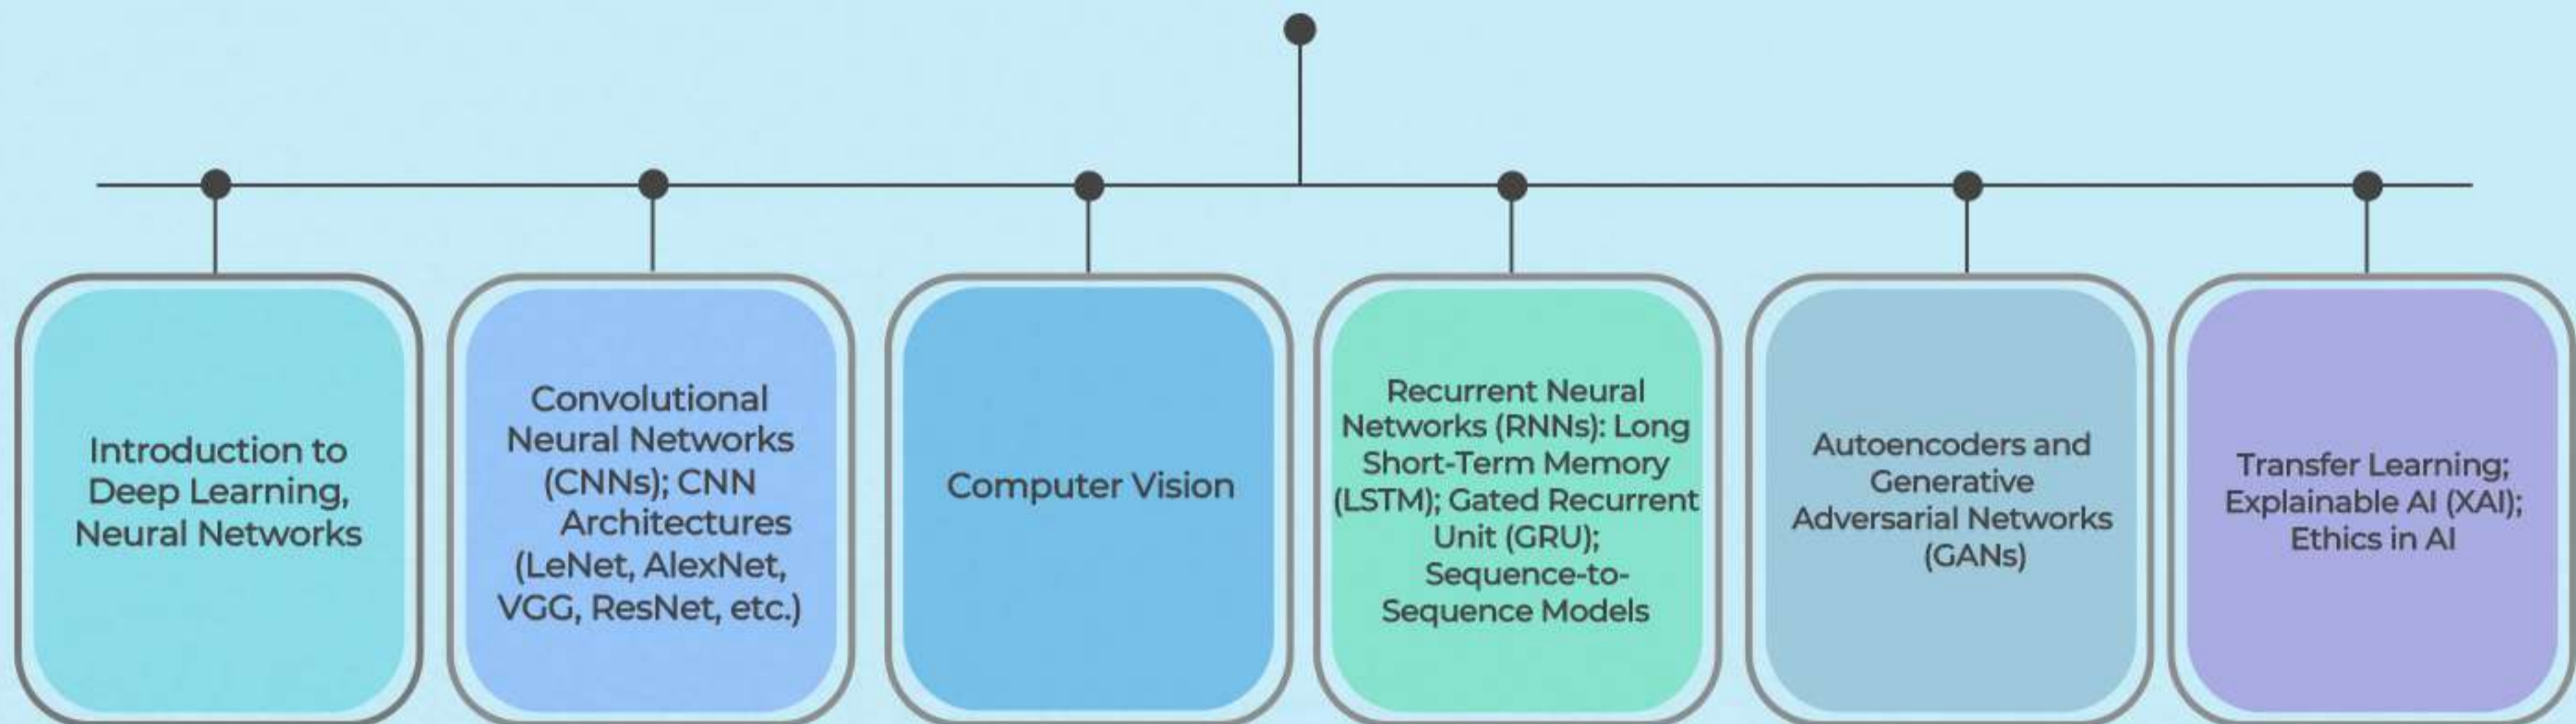 Introduction to
Deep Learning,
Neural Networks
Convolutional
Neural Networks
(CNNs); CNN
Architectures
(LeNet, AlexNet,
VGG, ResNet, etc.)
Computer Vision
Recurrent Neural
Networks (RNNs): Long
Short-Term Memory
(LSTM); Gated Recurrent
Unit (GRU);
Sequence-to-
Sequence Models
Autoencoders and
Generative
Adversarial Networks
(GANs)
Transfer Learning;
Explainable AI (XAI);
Ethics in AI